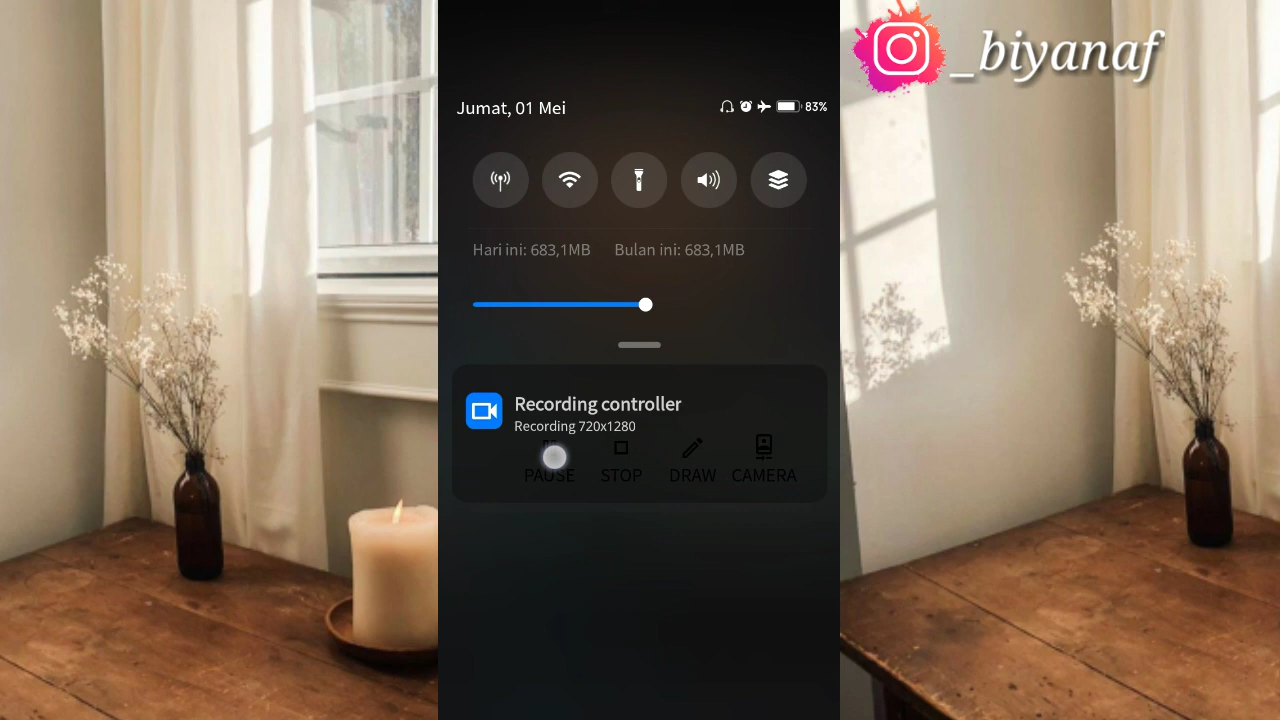 _biyanaf
Jumat, 01 Mei
83%
Hari ini: 683,1MB
Bulan ini: 683,1MB
Recording controller
Recording 720x1280
PAUSE
STOP
DRAW
CAMERA